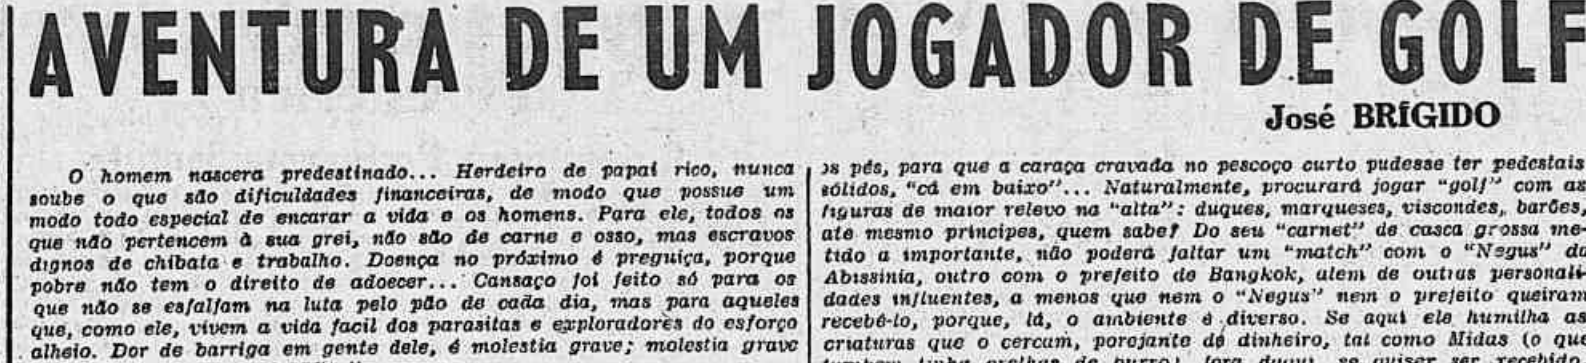 AVENTURA DE UM JOGADOR DE GOLF
José BRÍGIDO
O homem nascera predestinado... Herdeiro de papai rico, nunca
soube o que são dificuldades financeiras, de modo que possue um
modo todo especial de encarar a vida e os homens. Para ele, todos os
que não pertencem à sua grei, não são de carne e osso, mas escravos
dignos de chibata e trabalho. Doença no próximo é preguiça, porque
pobre não tem o direito de adoecer... Cansaço foi feito só para os
que não se esfalfam na luta pelo pão de cada dia, mas para aqueles
que, como ele, vivem a vida facil dos parasitas e exploradores do esforço
alheio. Dor de barriga em gente dele, é molestia grave; molestia grave
os pés, para que a caraça cravada no pescoço curto pudesse ter pedestais
sólidos, "cá em baixo"... Naturalmente, procurará jogar "golf" com as
figuras de maior relevo na "alta": duques, marqueses, viscondes, barões,
até mesmo principes, quem sabe? Do seu "carnet" de casca grossa me-
tido a importante, não poderá faltar um "match" com o "Negus" da
Abissinia, outro com o prefeito de Bangkok, alem de outras personali-
dades influentes, a menos que nem o "Negus" nem o prefeito queiram
recebê-lo, porque, lá, o ambiente é diverso. Se aqui ele humilha as
criaturas que o cercam, porejante de dinheiro, tal como Midas (o que